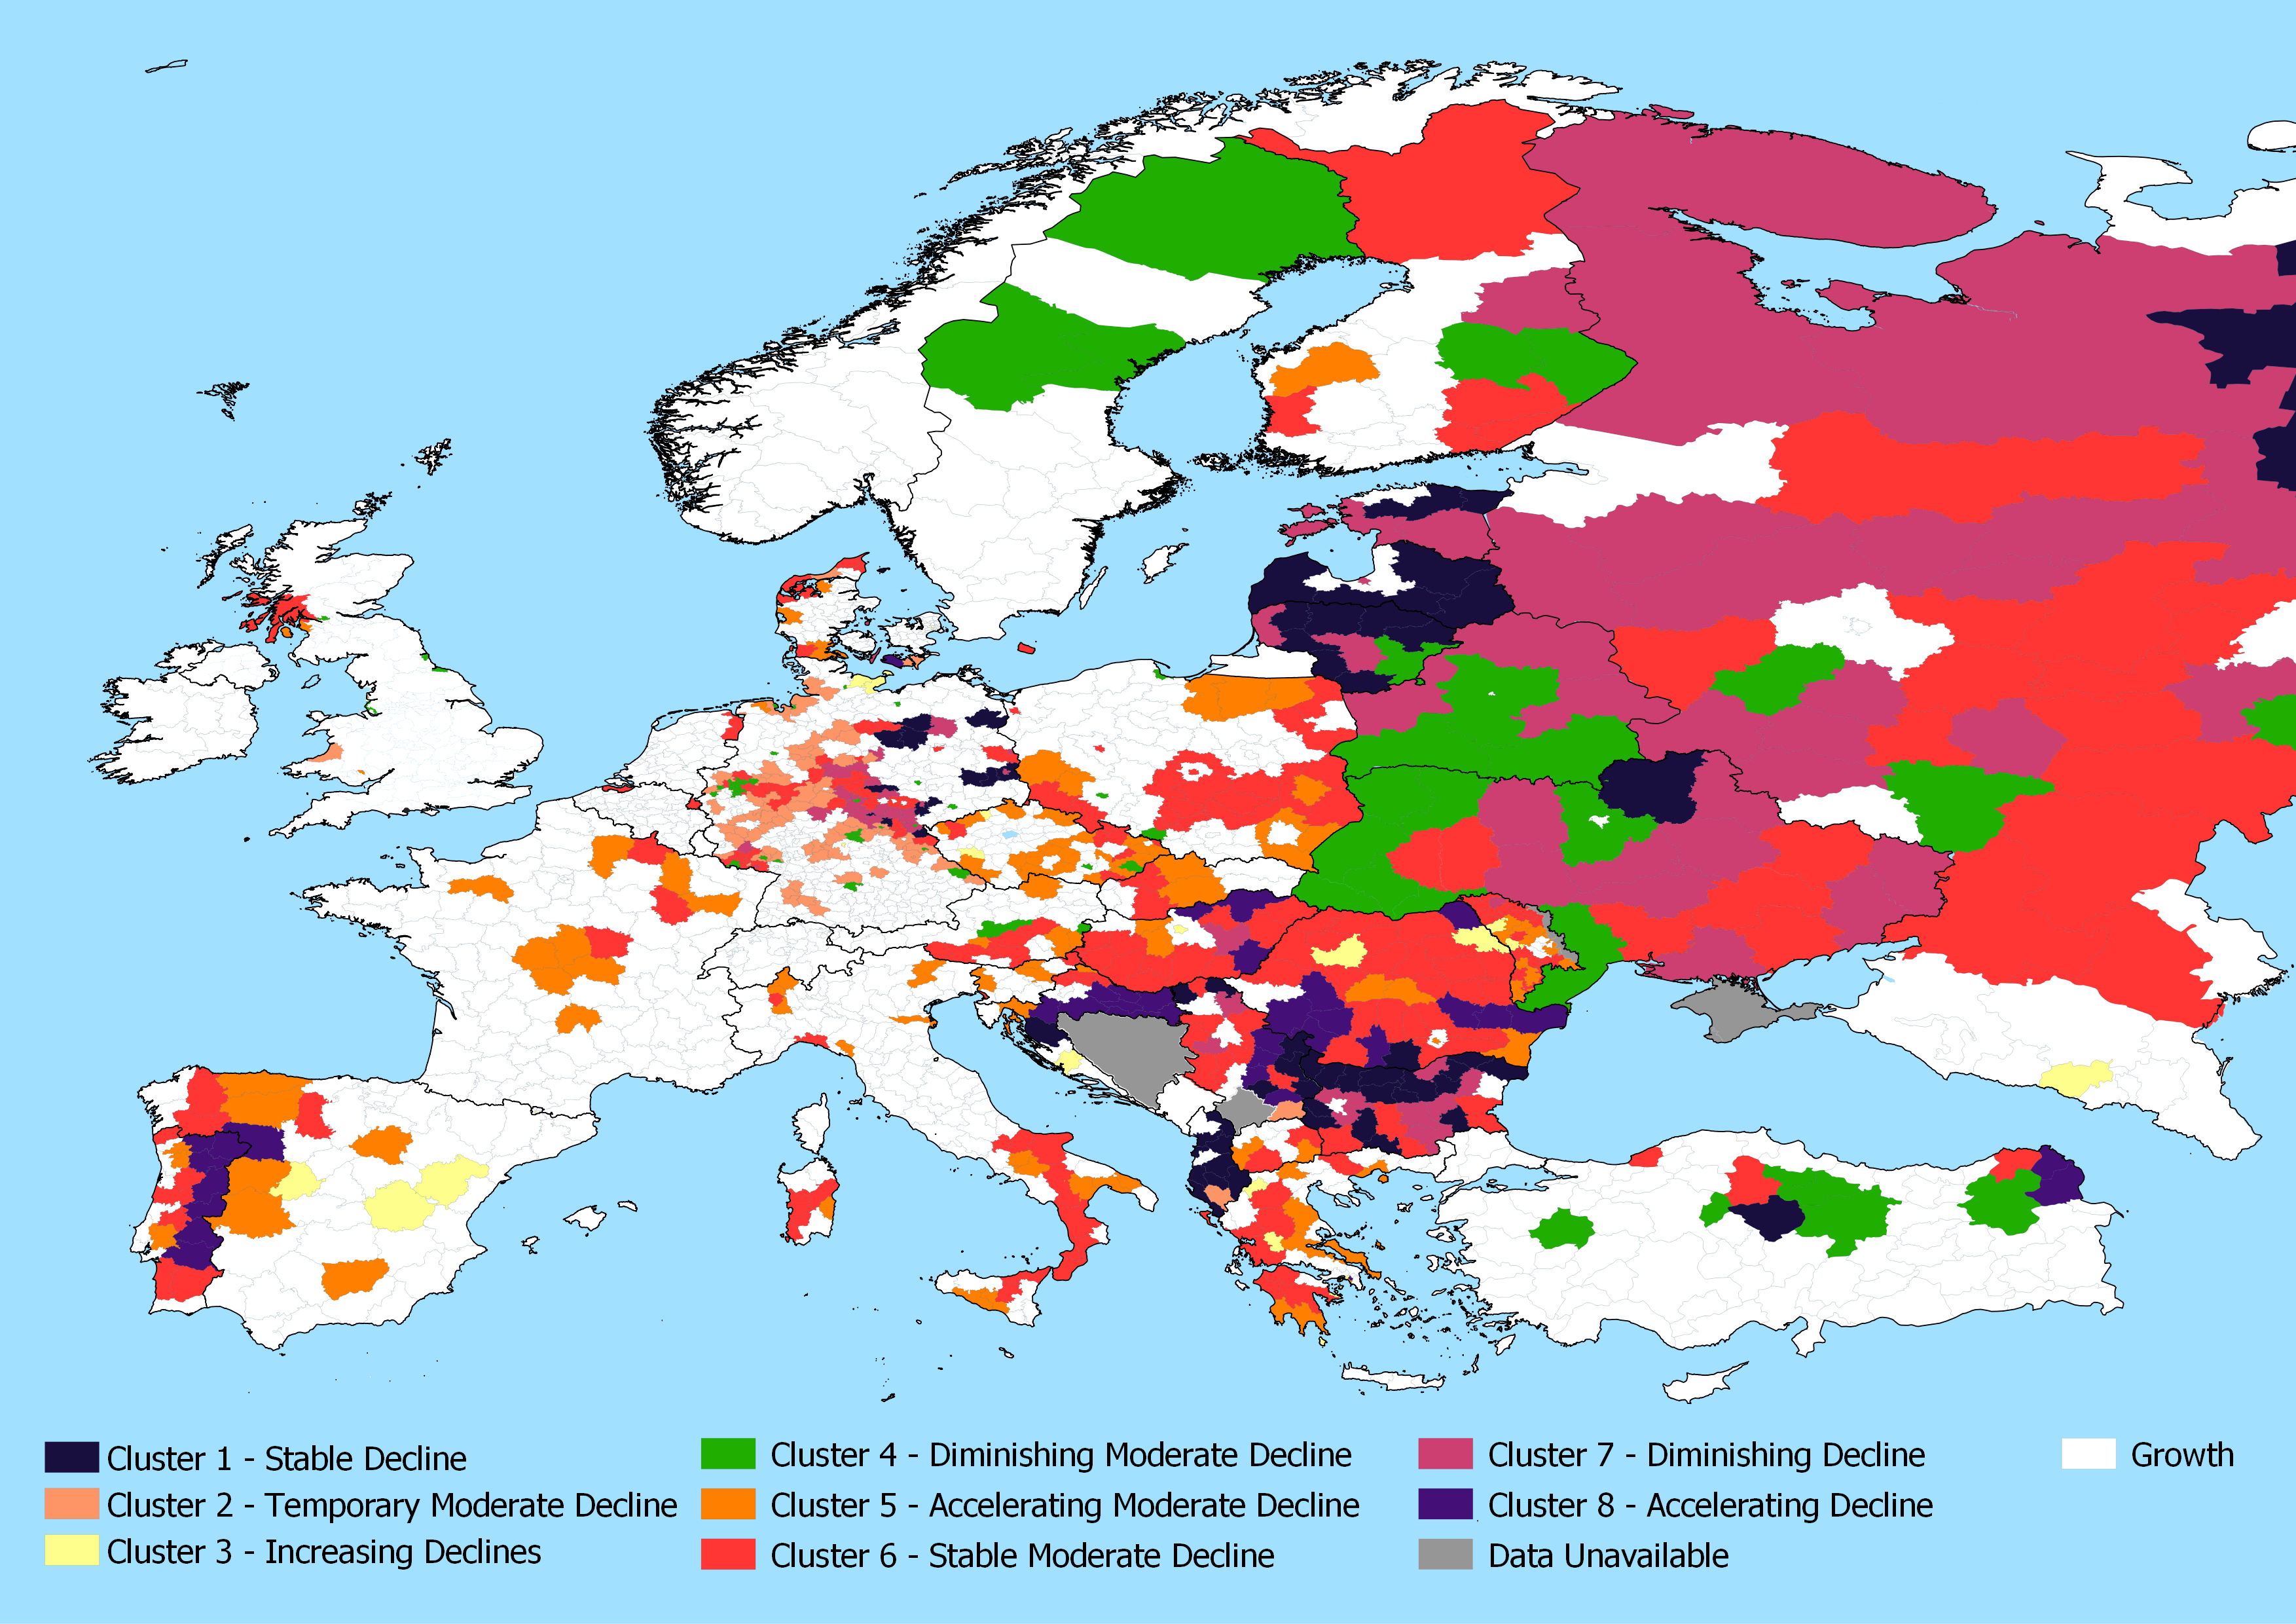 Cluster 1 - Stable Decline
Cluster 2 - Temporary Moderate Decline
Cluster 3 - Increasing Declines
Cluster 4 - Diminishing Moderate Decline
Cluster 5 - Accelerating Moderate Decline
Cluster 6 - Stable Moderate Decline
Cluster 7 - Diminishing Decline
Cluster 8 - Accelerating Decline
Data Unavailable
Growth